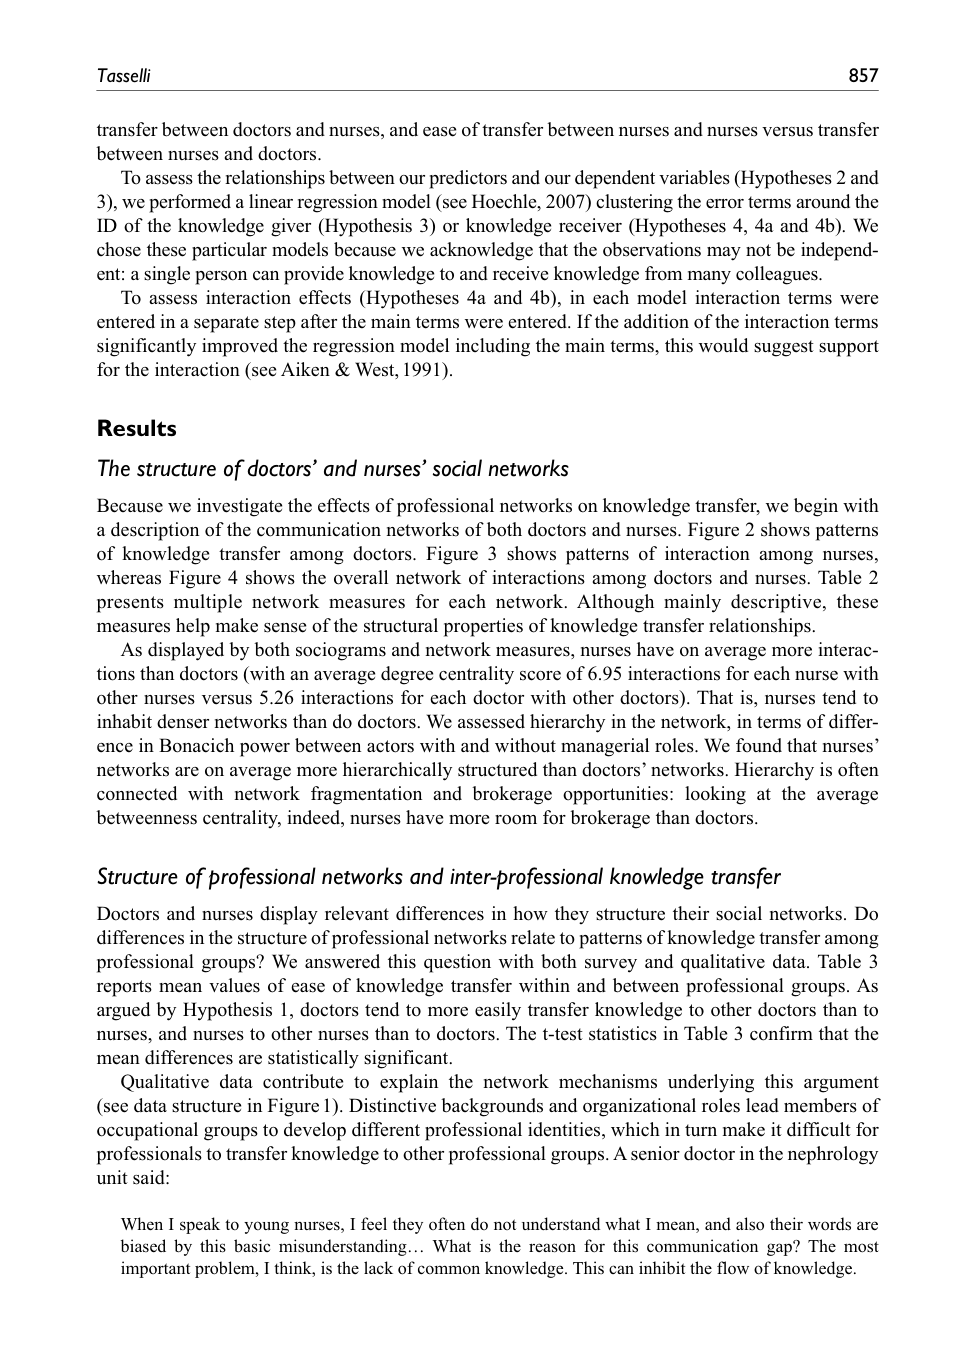 Tasselli 857
transfer between doctors and nurses, and ease of transfer between nurses and nurses versus transfer
between nurses and doctors.
To assess the relationships between our predictors and our dependent variables (Hypotheses 2 and
3), we performed a linear regression model (see Hoechle, 2007) clustering the error terms around the
ID of the knowledge giver (Hypothesis 3) or knowledge receiver (Hypotheses 4, 4a and 4b). We
chose these particular models because we acknowledge that the observations may not be independ-
ent: a single person can provide knowledge to and receive knowledge from many colleagues.
To assess interaction effects (Hypotheses 4a and 4b), in each model interaction terms were
entered in a separate step after the main terms were entered. If the addition of the interaction terms
significantly improved the regression model including the main terms, this would suggest support
for the interaction (see Aiken & West, 1991).
Results
The structure of doctors’ and nurses’ social networks
Because we investigate the effects of professional networks on knowledge transfer, we begin with
a description of the communication networks of both doctors and nurses. Figure 2 shows patterns
of knowledge transfer among doctors. Figure 3 shows patterns of interaction among nurses,
whereas Figure 4 shows the overall network of interactions among doctors and nurses. Table 2
presents multiple network measures for each network. Although mainly descriptive, these
measures help make sense of the structural properties of knowledge transfer relationships.
As displayed by both sociograms and network measures, nurses have on average more interac-
tions than doctors (with an average degree centrality score of 6.95 interactions for each nurse with
other nurses versus 5.26 interactions for each doctor with other doctors). That is, nurses tend to
inhabit denser networks than do doctors. We assessed hierarchy in the network, in terms of differ-
ence in Bonacich power between actors with and without managerial roles. We found that nurses’
networks are on average more hierarchically structured than doctors’ networks. Hierarchy is often
connected with network fragmentation and brokerage opportunities: looking at the average
betweenness centrality, indeed, nurses have more room for brokerage than doctors.
Structure of professional networks and inter-professional knowledge transfer
Doctors and nurses display relevant differences in how they structure their social networks. Do
differences in the structure of professional networks relate to patterns of knowledge transfer among
professional groups? We answered this question with both survey and qualitative data. Table 3
reports mean values of ease of knowledge transfer within and between professional groups. As
argued by Hypothesis 1, doctors tend to more easily transfer knowledge to other doctors than to
nurses, and nurses to other nurses than to doctors. The t-test statistics in Table 3 confirm that the
mean differences are statistically significant.
Qualitative data contribute to explain the network mechanisms underlying this argument
(see data structure in Figure 1). Distinctive backgrounds and organizational roles lead members of
occupational groups to develop different professional identities, which in turn make it difficult for
professionals to transfer knowledge to other professional groups. A senior doctor in the nephrology
unit said:
When I speak to young nurses, I feel they often do not understand what I mean, and also their words are
biased by this basic misunderstanding… What is the reason for this communication gap? The most
important problem, I think, is the lack of common knowledge. This can inhibit the flow of knowledge.